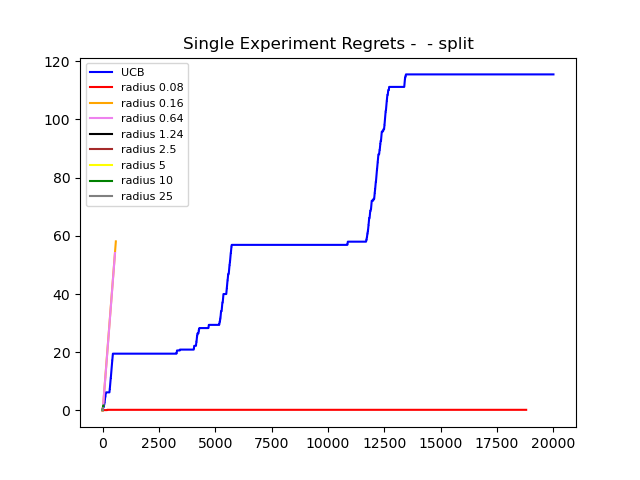 Single Experiment Regrets -  - split
UCB
radius 0.08
radius 0.16
radius 0.64
radius 1.24
radius 2.5
radius 5
radius 10
radius 25
120
100
80
60
40
20
0
0 2500 5000 7500 10000 12500 15000 17500 20000